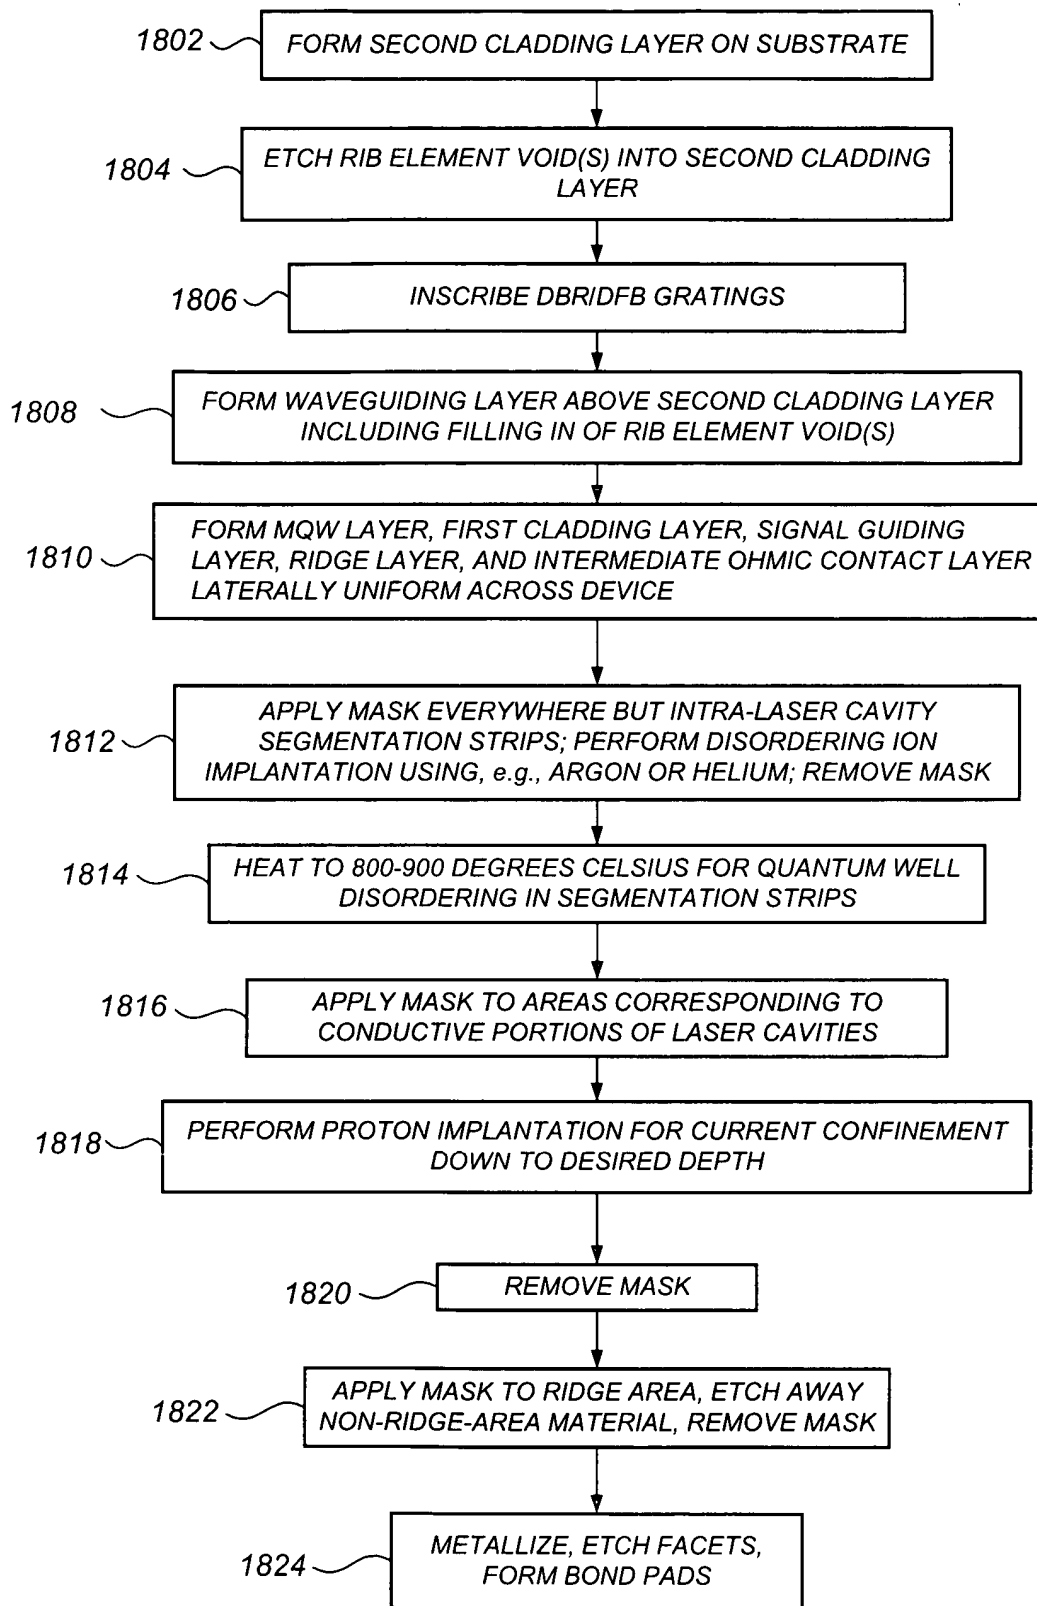 1802
FORM SECOND CLADDING LAYER ON SUBSTRATE
1804
ETCH RIB ELEMENT VOID(S) INTO SECOND CLADDING
LAYER
1806
INSCRIBE DBR/DFB GRATINGS
1808
FORM WAVEGUIDING LAYER ABOVE SECOND CLADDING LAYER
INCLUDING FILLING IN OF RIB ELEMENT VOID(S)
1810
FORM MQW LAYER, FIRST CLADDING LAYER, SIGNAL GUIDING
LAYER, RIDGE LAYER, AND INTERMEDIATE OHMIC CONTACT LAYER
LATERALLY UNIFORM ACROSS DEVICE
1812
APPLY MASK EVERYWHERE BUT INTRA-LASER CAVITY
SEGMENTATION STRIPS; PERFORM DISORDERING ION
IMPLANTATION USING, e.g., ARGON OR HELIUM; REMOVE MASK
1814
HEAT TO 800-900 DEGREES CELSIUS FOR QUANTUM WELL
DISORDERING IN SEGMENTATION STRIPS
1816
APPLY MASK TO AREAS CORRESPONDING TO
CONDUCTIVE PORTIONS OF LASER CAVITIES
1818
PERFORM PROTON IMPLANTATION FOR CURRENT CONFINEMENT
DOWN TO DESIRED DEPTH
1820
REMOVE MASK
1822
APPLY MASK TO RIDGE AREA, ETCH AWAY
NON-RIDGE-AREA MATERIAL, REMOVE MASK
1824
METALLIZE, ETCH FACETS,
FORM BOND PADS